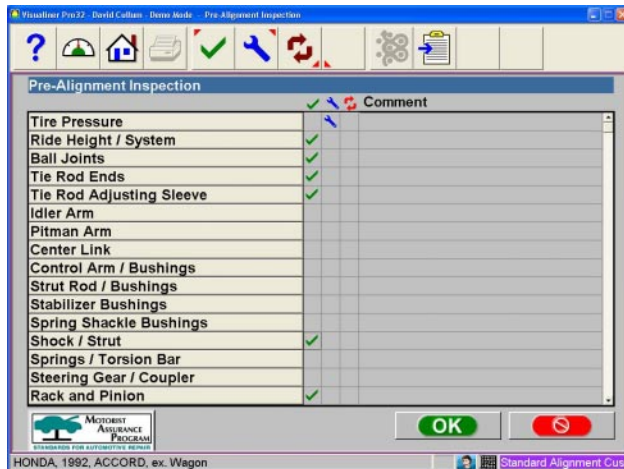 Visualiner Pro32 - David Cullum - Demo Mode - Pre-Alignment Inspection
?
Pre-Alignment Inspection
Comment
Tire Pressure
Ride Height / System
Ball Joints
Tie Rod Ends
Tie Rod Adjusting Sleeve
Idler Arm
Pitman Arm
Center Link
Control Arm / Bushings
Strut Rod / Bushings
Stabilizer Bushings
Spring Shackle Bushings
Shock / Strut
Springs / Torsion Bar
Steering Gear / Coupler
Rack and Pinion
MOTORIST
ASSURANCE
PROGRAM
STANDARDS FOR AUTOMOTIVE REPAIR
OK
HONDA, 1992, ACCORD, ex. Wagon
Standard Alignment Cus